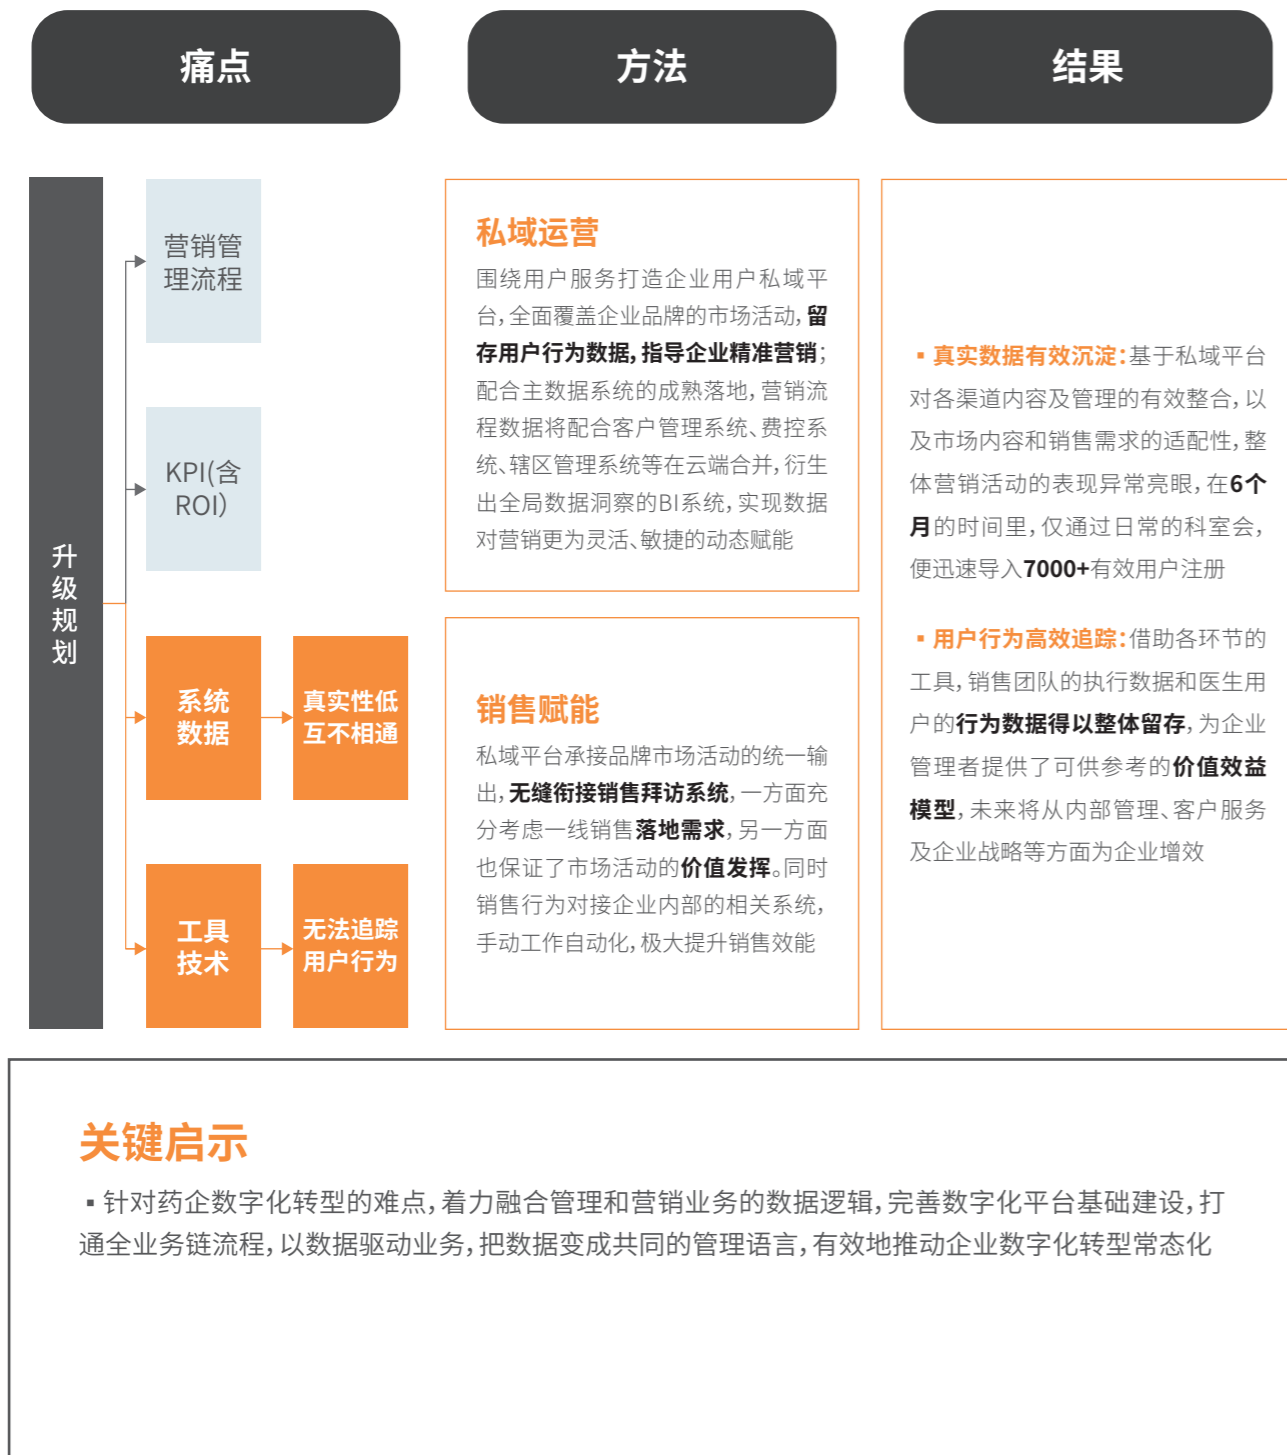 痛点
方法
结果
升
级
规
划
营销管
理流程
KPI(含
ROI）
系统
数据
真实性低
互不相通
工具
技术
无法追踪
用户行为
私域运营
围绕用户服务打造企业用户私域平
台，全面覆盖企业品牌的市场活动，留
存用户行为数据，指导企业精准营销；
配合主数据系统的成熟落地，营销流
程数据将配合客户管理系统、费控系
统、辖区管理系统等在云端合并，衍生
出全局数据洞察的BI系统，实现数据
对营销更为灵活、敏捷的动态赋能
销售赋能
私域平台承接品牌市场活动的统一输
出，无缝衔接销售拜访系统，一方面充
分考虑一线销售落地需求，另一方面
也保证了市场活动的价值发挥。同时
销售行为对接企业内部的相关系统，
手动工作自动化，极大提升销售效能
▪ 真实数据有效沉淀：基于私域平台
对各渠道内容及管理的有效整合，以
及市场内容和销售需求的适配性，整
体营销活动的表现异常亮眼，在6个
月的时间里，仅通过日常的科室会，
便迅速导入7000+有效用户注册
▪ 用户行为高效追踪：借助各环节的
工具，销售团队的执行数据和医生用
户的行为数据得以整体留存，为企业
管理者提供了可供参考的价值效益
模型，未来将从内部管理、客户服务
及企业战略等方面为企业增效
关键启示
▪ 针对药企数字化转型的难点，着力融合管理和营销业务的数据逻辑，完善数字化平台基础建设，打
通全业务链流程，以数据驱动业务，把数据变成共同的管理语言，有效地推动企业数字化转型常态化